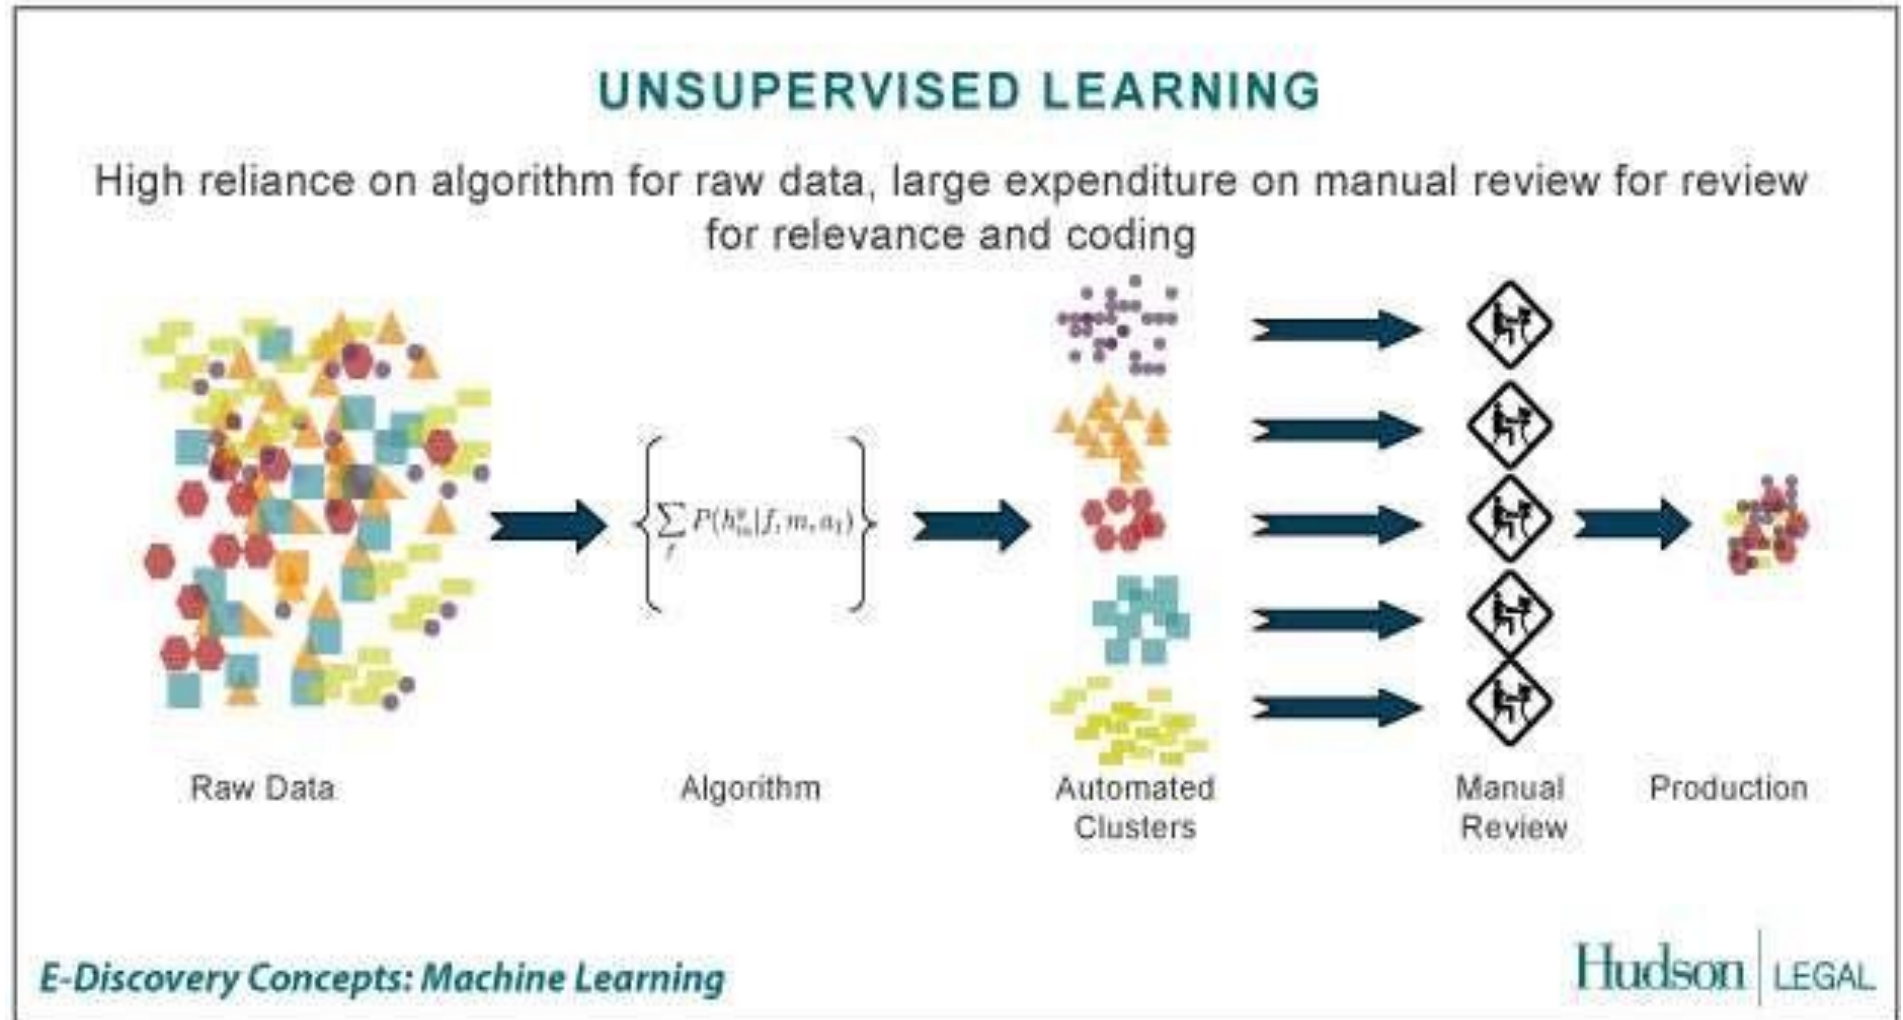 UNSUPERVISED LEARNING
High reliance on algorithm for raw data, large expenditure on manual review for review
for relevance and coding
Raw Data
Algorithm
Automated
Clusters
Manual
Review
Production
E-Discovery Concepts: Machine Learning
Hudson LEGAL